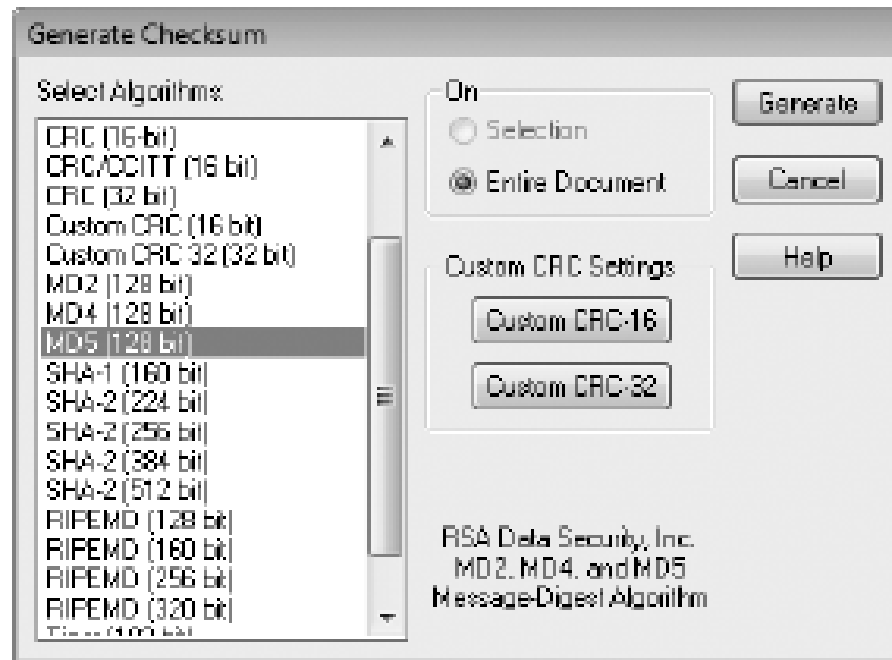 Generate Checksum
Select Algorithms:
CRC (16-bit)
CRC/CCITT (16 bit)
CRC (32 bit)
Custom CRC (16 bit)
Custom CRC 32 (32 bit)
MD2 (128 bit)
MD4 (128 bit)
MD5 (128 bit)
SHA-1 (160 bit)
SHA-2 (224 bit)
SHA-2 (256 bit)
SHA-2 (384 bit)
SHA-2 (512 bit)
RIPEMD (128 bit)
RIPEMD (160 bit)
RIPEMD (256 bit)
RIPEMD (320 bit)
On
Selection
Entire Document
Custom CRC Settings
Custom CRC-16
Custom CRC-32
RSA Data Security, Inc.
MD2, MD4, and MD5
Message-Digest Algorithm
Generate
Cancel
Help